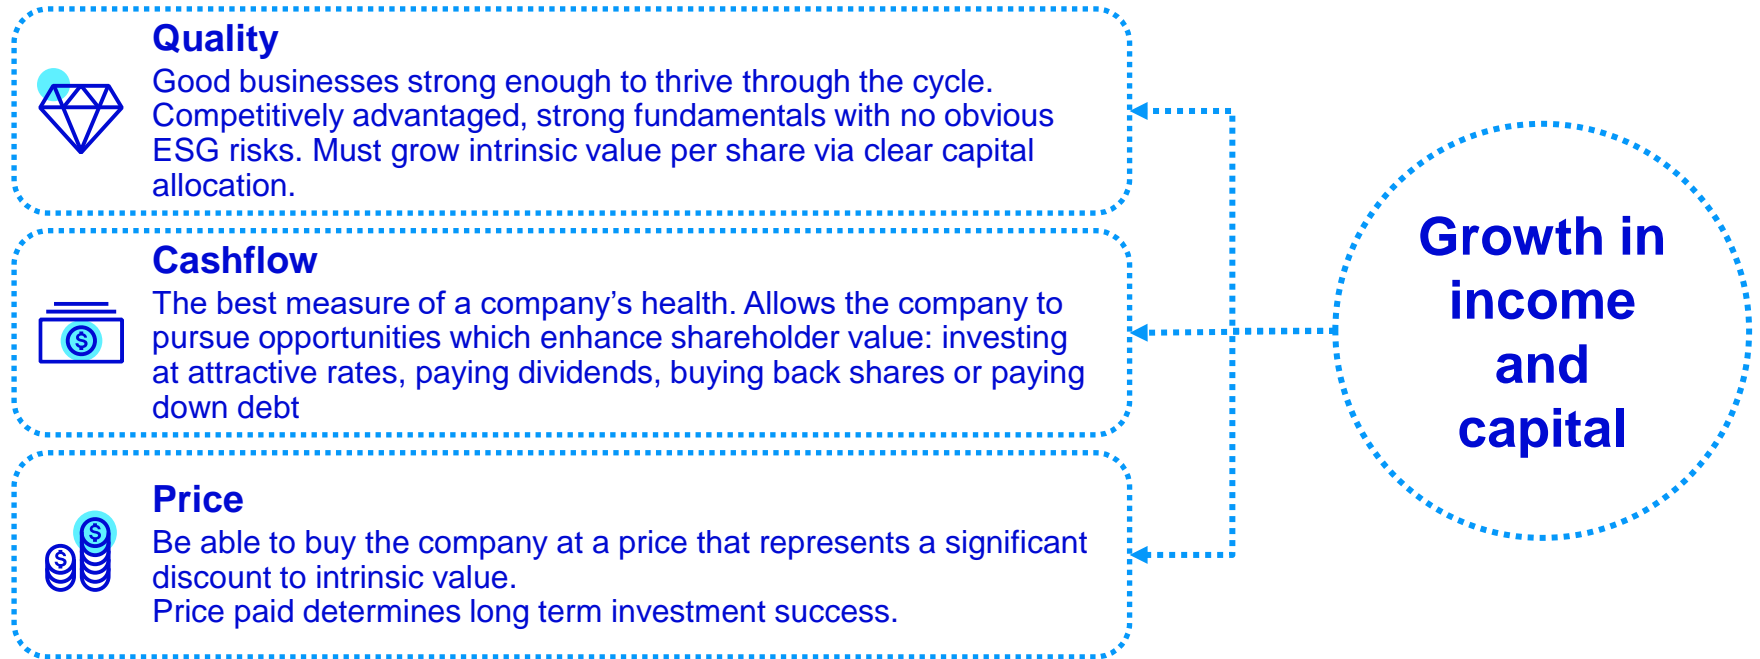 Quality
Good businesses strong enough to thrive through the cycle.
Competitively advantaged, strong fundamentals with no obvious
ESG risks. Must grow intrinsic value per share via clear capital
allocation.
Cashflow
The best measure of a company’s health. Allows the company to
pursue opportunities which enhance shareholder value: investing
at attractive rates, paying dividends, buying back shares or paying
down debt
$
Price
Be able to buy the company at a price that represents a significant
discount to intrinsic value.
Price paid determines long term investment success.
$
$
Growth in
income
and
capital